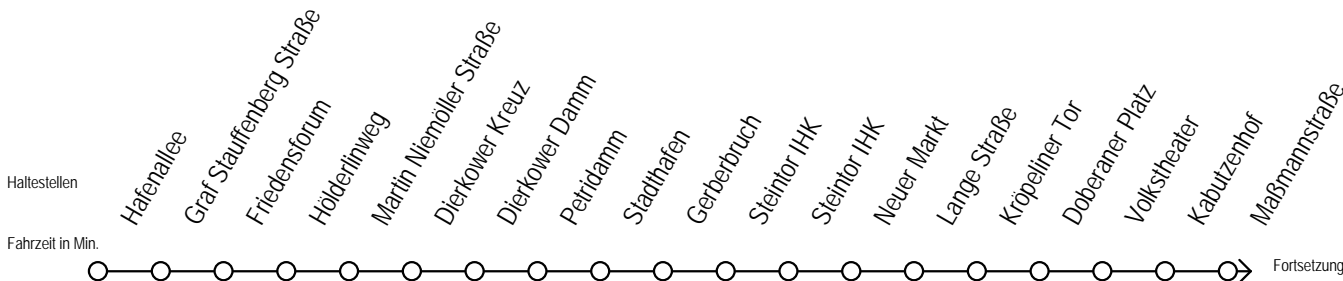 Haltestellen
Hafenallee
Graf Stauffenberg Straße
Friedensforum
Hölderlinweg
Martin Niemöller Straße
Dierkower Kreuz
Dierkower Damm
Petridamm
Stadthafen
Gerberbruch
Steintor IHK
Steintor IHK
Neuer Markt
Lange Straße
Kröpeliner Tor
Doberaner Platz
Volkstheater
Kabutzenhof
Maßmannstraße
Fahrzeit in Min.
Fortsetzung